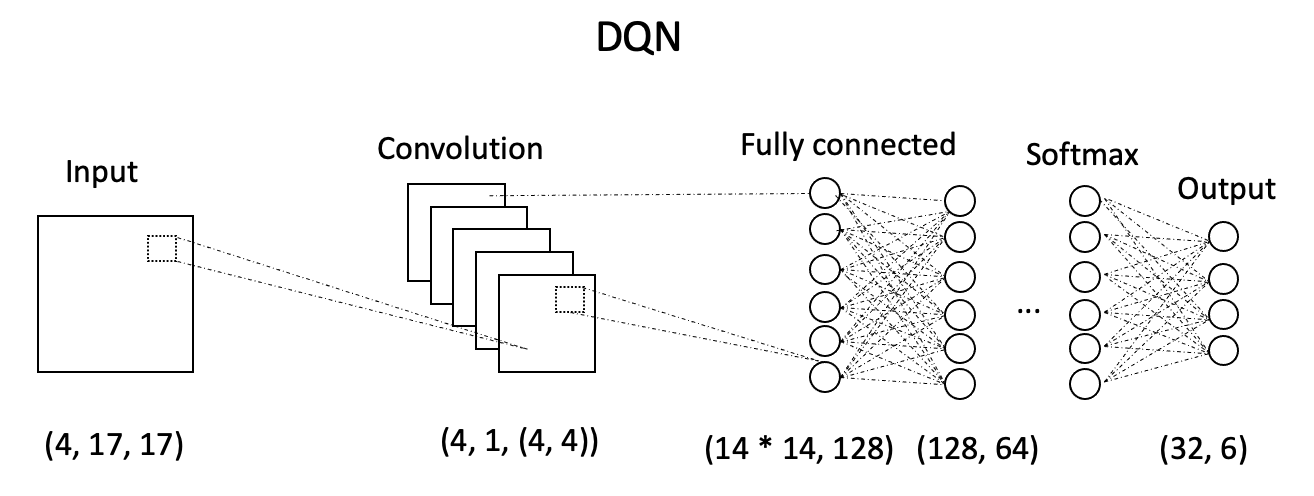 DQN
Input
Convolution
Fully connected
Softmax
Output
...
(4, 17, 17)
(4, 1, (4, 4))
(14 * 14, 128)
(128, 64)
(32, 6)